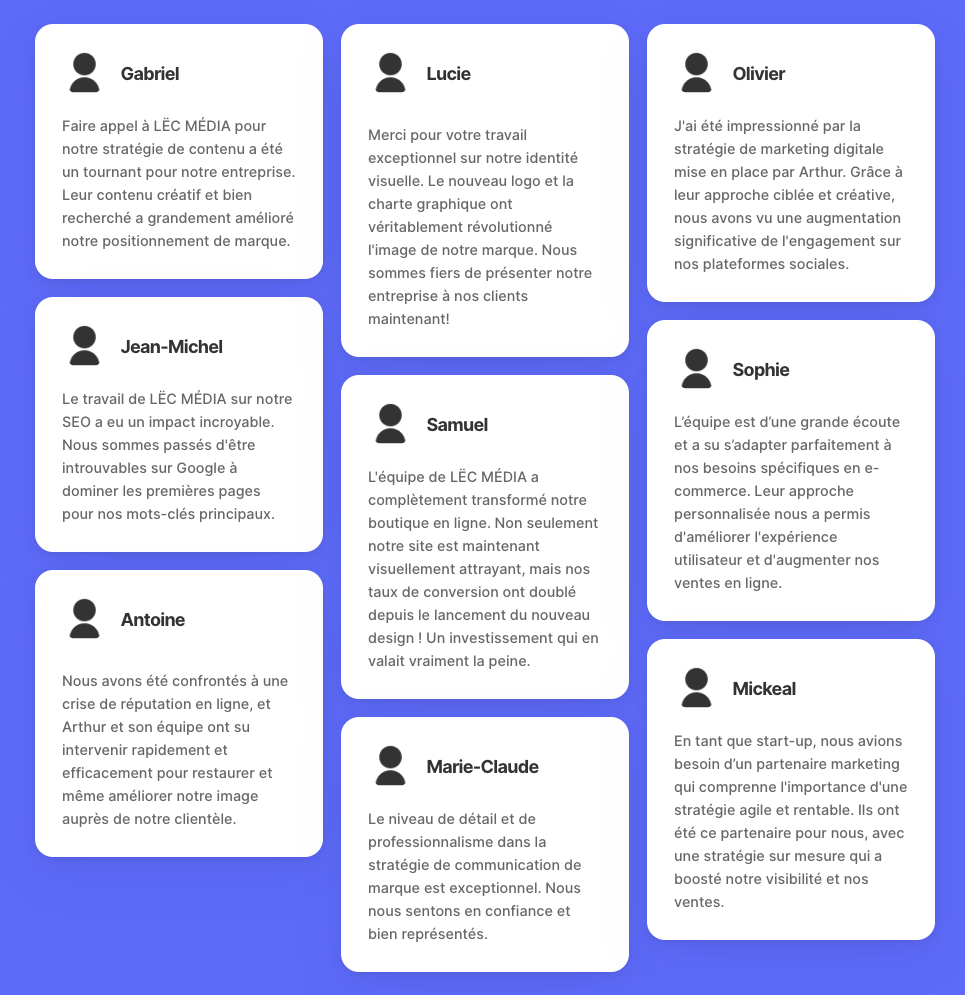 Gabriel
Faire appel à LËC MÉDIA pour
notre stratégie de contenu a été
un tournant pour notre entreprise.
Leur contenu créatif et bien
recherché a grandement amélioré
notre positionnement de marque.
Jean-Michel
Le travail de LËC MÉDIA sur notre
SEO a eu un impact incroyable.
Nous sommes passés d'être
introuvables sur Google à
dominer les premières pages
pour nos mots-clés principaux.
Antoine
Nous avons été confrontés à une
crise de réputation en ligne, et
Arthur et son équipe ont su
intervenir rapidement et
efficacement pour restaurer et
même améliorer notre image
auprès de notre clientèle.
Lucie
Merci pour votre travail
exceptionnel sur notre identité
visuelle. Le nouveau logo et la
charte graphique ont
véritablement révolutionné
l'image de notre marque. Nous
sommes fiers de présenter notre
entreprise à nos clients
maintenant!
Samuel
L'équipe de LËC MÉDIA a
complètement transformé notre
boutique en ligne. Non seulement
notre site est maintenant
visuellement attrayant, mais nos
taux de conversion ont doublé
depuis le lancement du nouveau
design ! Un investissement qui en
valait vraiment la peine.
Marie-Claude
Le niveau de détail et de
professionnalisme dans la
stratégie de communication de
marque est exceptionnel. Nous
nous sentons en confiance et
bien représentés.
Olivier
J'ai été impressionné par la
stratégie de marketing digitale
mise en place par Arthur. Grâce à
leur approche ciblée et créative,
nous avons vu une augmentation
significative de l'engagement sur
nos plateformes sociales.
Sophie
L’équipe est d’une grande écoute
et a su s’adapter parfaitement à
nos besoins spécifiques en e-
commerce. Leur approche
personnalisée nous a permis
d'améliorer l'expérience
utilisateur et d'augmenter nos
ventes en ligne.
Mickeal
En tant que start-up, nous avions
besoin d’un partenaire marketing
qui comprenne l'importance d'une
stratégie agile et rentable. Ils ont
été ce partenaire pour nous, avec
une stratégie sur mesure qui a
boosté notre visibilité et nos
ventes.